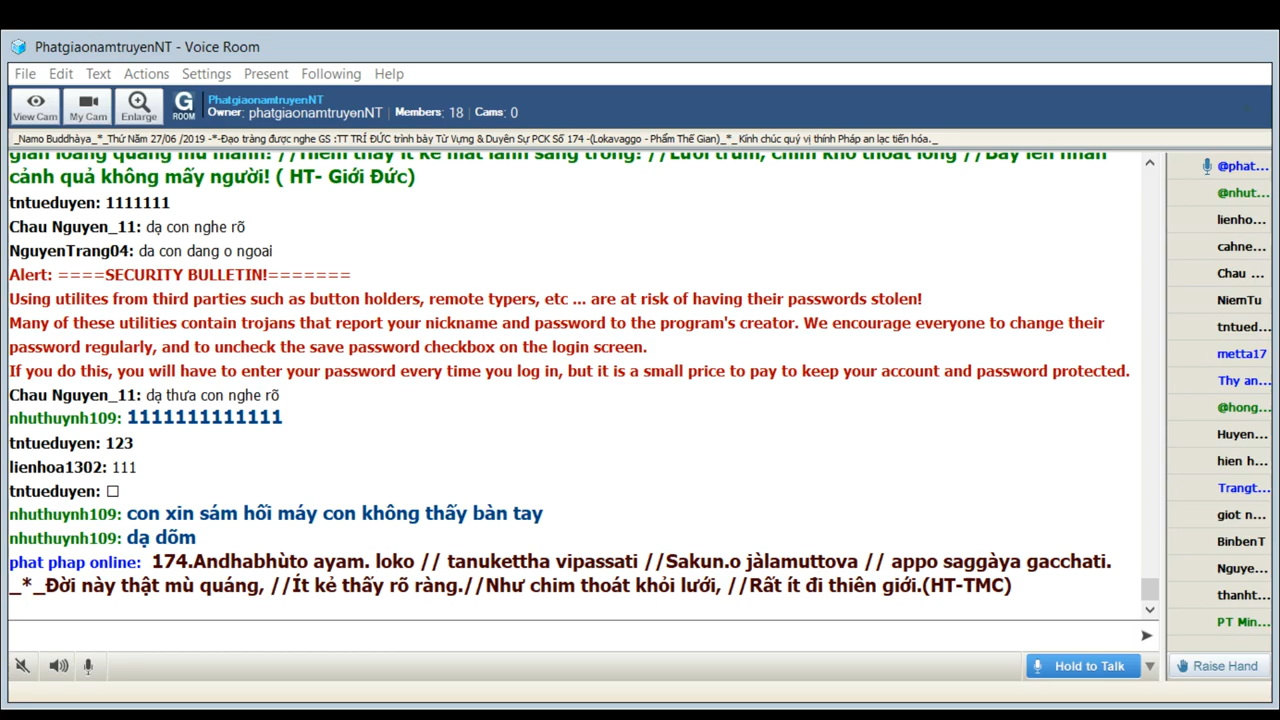 PhatgiaonamtruyenNT - Voice Room
File Edit Text Actions Settings Present Following Help
View Cam My Cam Enlarge G ROOM PhatgiaonamtruyenNT
Owner: phatgiaonamtruyenNT Members: 18 Cams: 0
_Namo Buddhàya_*_Thứ Năm 27/06 /2019 -*-Đạo tràng được nghe GS :TT TRÍ ĐỨC trình bày Từ Vựng & Duyên Sự PCK Số 174 -(Lokavaggo - Phẩm Thế Gian)_*_ Kính chúc quý vị thính Pháp an lạc tiến hóa._
cảnh quả không mấy người! ( HT- Giới Đức)
tntueduyen: 1111111
Chau Nguyen_11: dạ con nghe rõ
NguyenTrang04: da con dang o ngoai
Alert: ====SECURITY BULLETIN!=======
Using utilites from third parties such as button holders, remote typers, etc ... are at risk of having their passwords stolen!
Many of these utilities contain trojans that report your nickname and password to the program's creator. We encourage everyone to change their
password regularly, and to uncheck the save password checkbox on the login screen.
If you do this, you will have to enter your password every time you log in, but it is a small price to pay to keep your account and password protected.
Chau Nguyen_11: dạ thưa con nghe rõ
nhuthuynh109: 1111111111111
tntueduyen: 123
lienhoa1302: 111
tntueduyen: □
nhuthuynh109: con xin sám hối máy con không thấy bàn tay
nhuthuynh109: dạ dõm
phat phap online: 174.Andhabhùto ayam. loko // tanukettha vipassati //Sakun.o jàlamuttova // appo saggàya gacchati.
_*_Đời này thật mù quáng, //Ít kẻ thấy rõ ràng.//Như chim thoát khỏi lưới, //Rất ít đi thiên giới.(HT-TMC)
@phat...
@nhut...
lienho...
cahne...
Chau ...
NiemTu
tntued...
metta17
Thy an...
@hong...
Huyen...
hien h...
Trangt...
giot n...
BinbenT
Nguye...
thanht...
PT Min...
Hold to Talk
Raise Hand